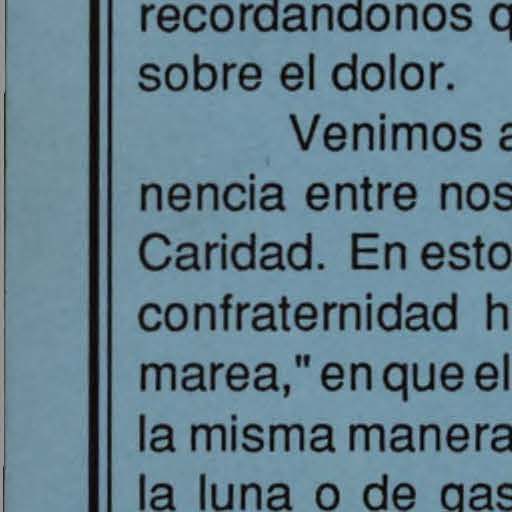 recordandonos q
sobre el dolor.
Venimos a
nencia entre nos
Caridad. En esto
confraternidad h
marea," en que el
la misma manera
la luna o de gas